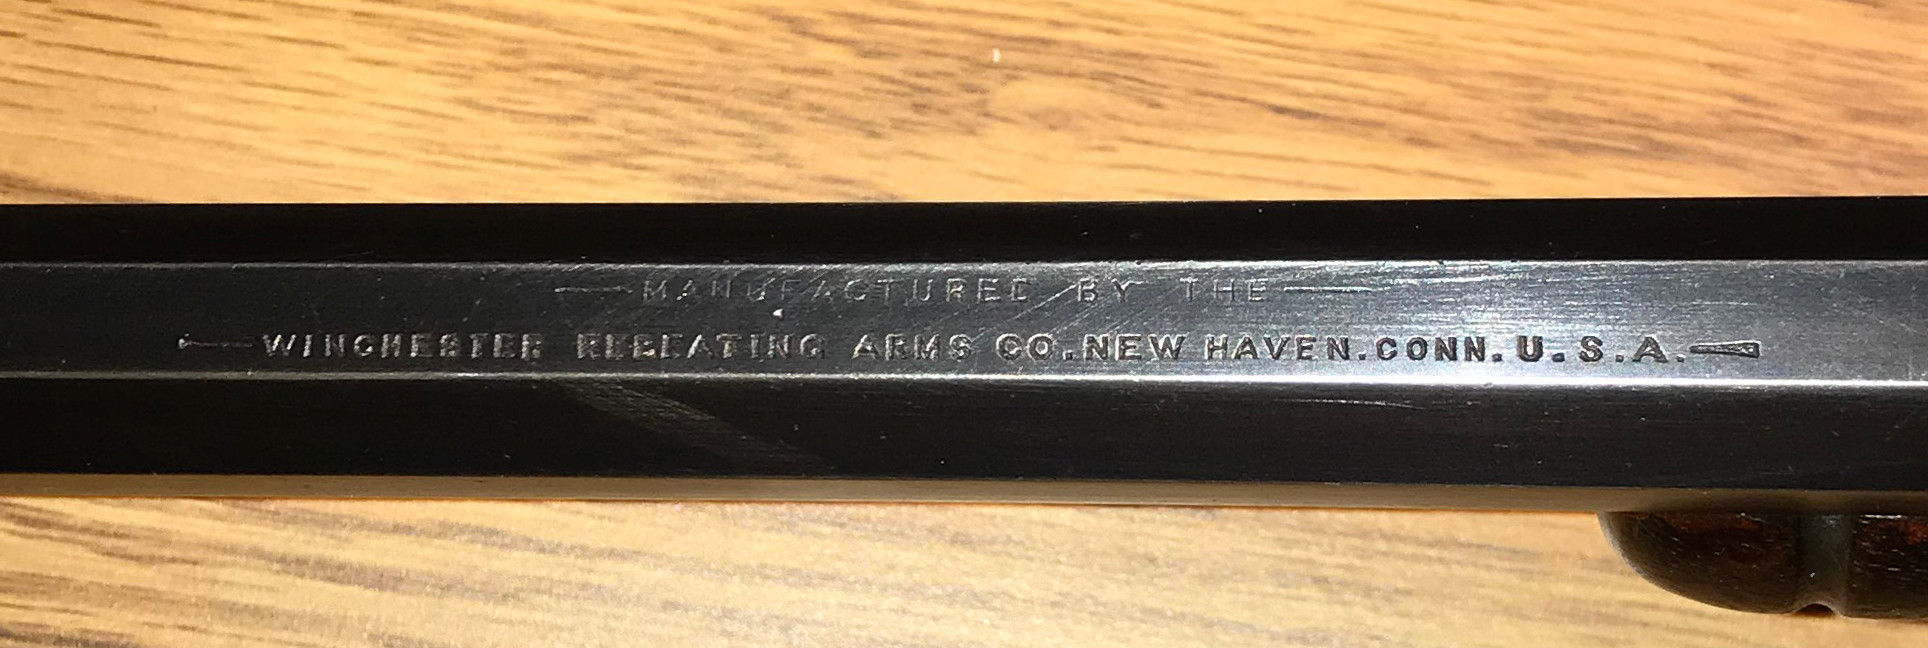 MANUFACTURED BY THE
WINCHESTER REPEATING ARMS CO. NEW HAVEN. CONN. U.S.A.